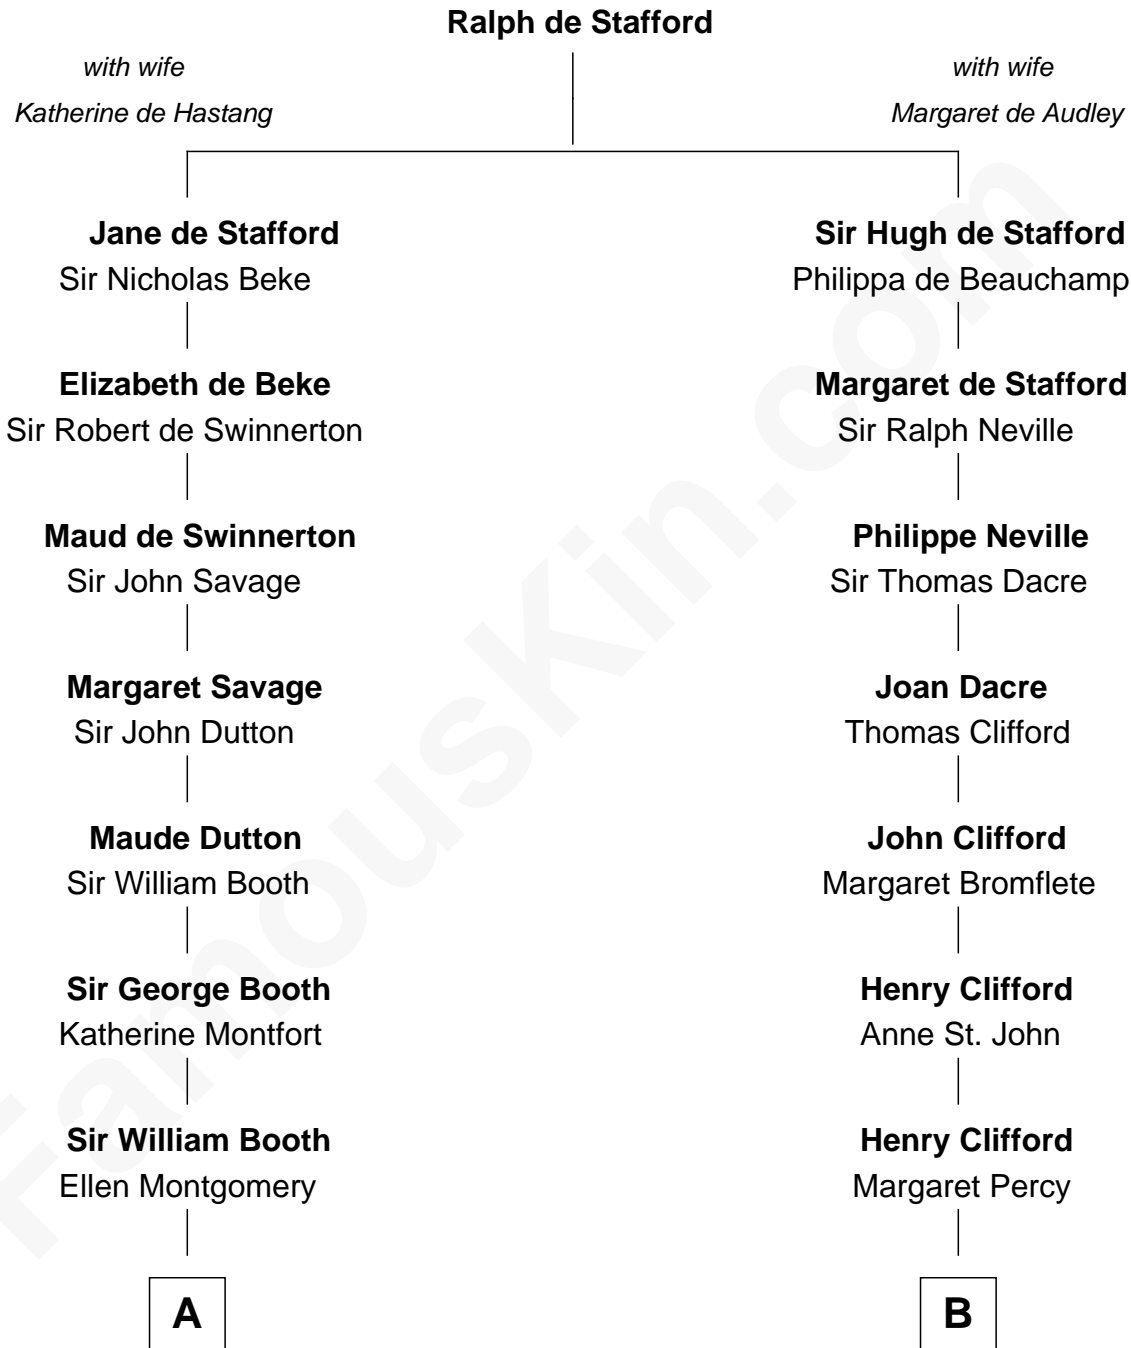 Ralph de Stafford
with wife
Katherine de Hastang
with wife
Margaret de Audley
Jane de Stafford
Sir Nicholas Beke
Sir Hugh de Stafford
Philippa de Beauchamp
Elizabeth de Beke
Sir Robert de Swinnerton
Margaret de Stafford
Sir Ralph Neville
Maud de Swinnerton
Sir John Savage
Philippe Neville
Sir Thomas Dacre
Margaret Savage
Sir John Dutton
Joan Dacre
Thomas Clifford
Maude Dutton
Sir William Booth
John Clifford
Margaret Bromflete
Sir George Booth
Katherine Montfort
Henry Clifford
Anne St. John
Sir William Booth
Ellen Montgomery
Henry Clifford
Margaret Percy
A
B
FamousKin.com